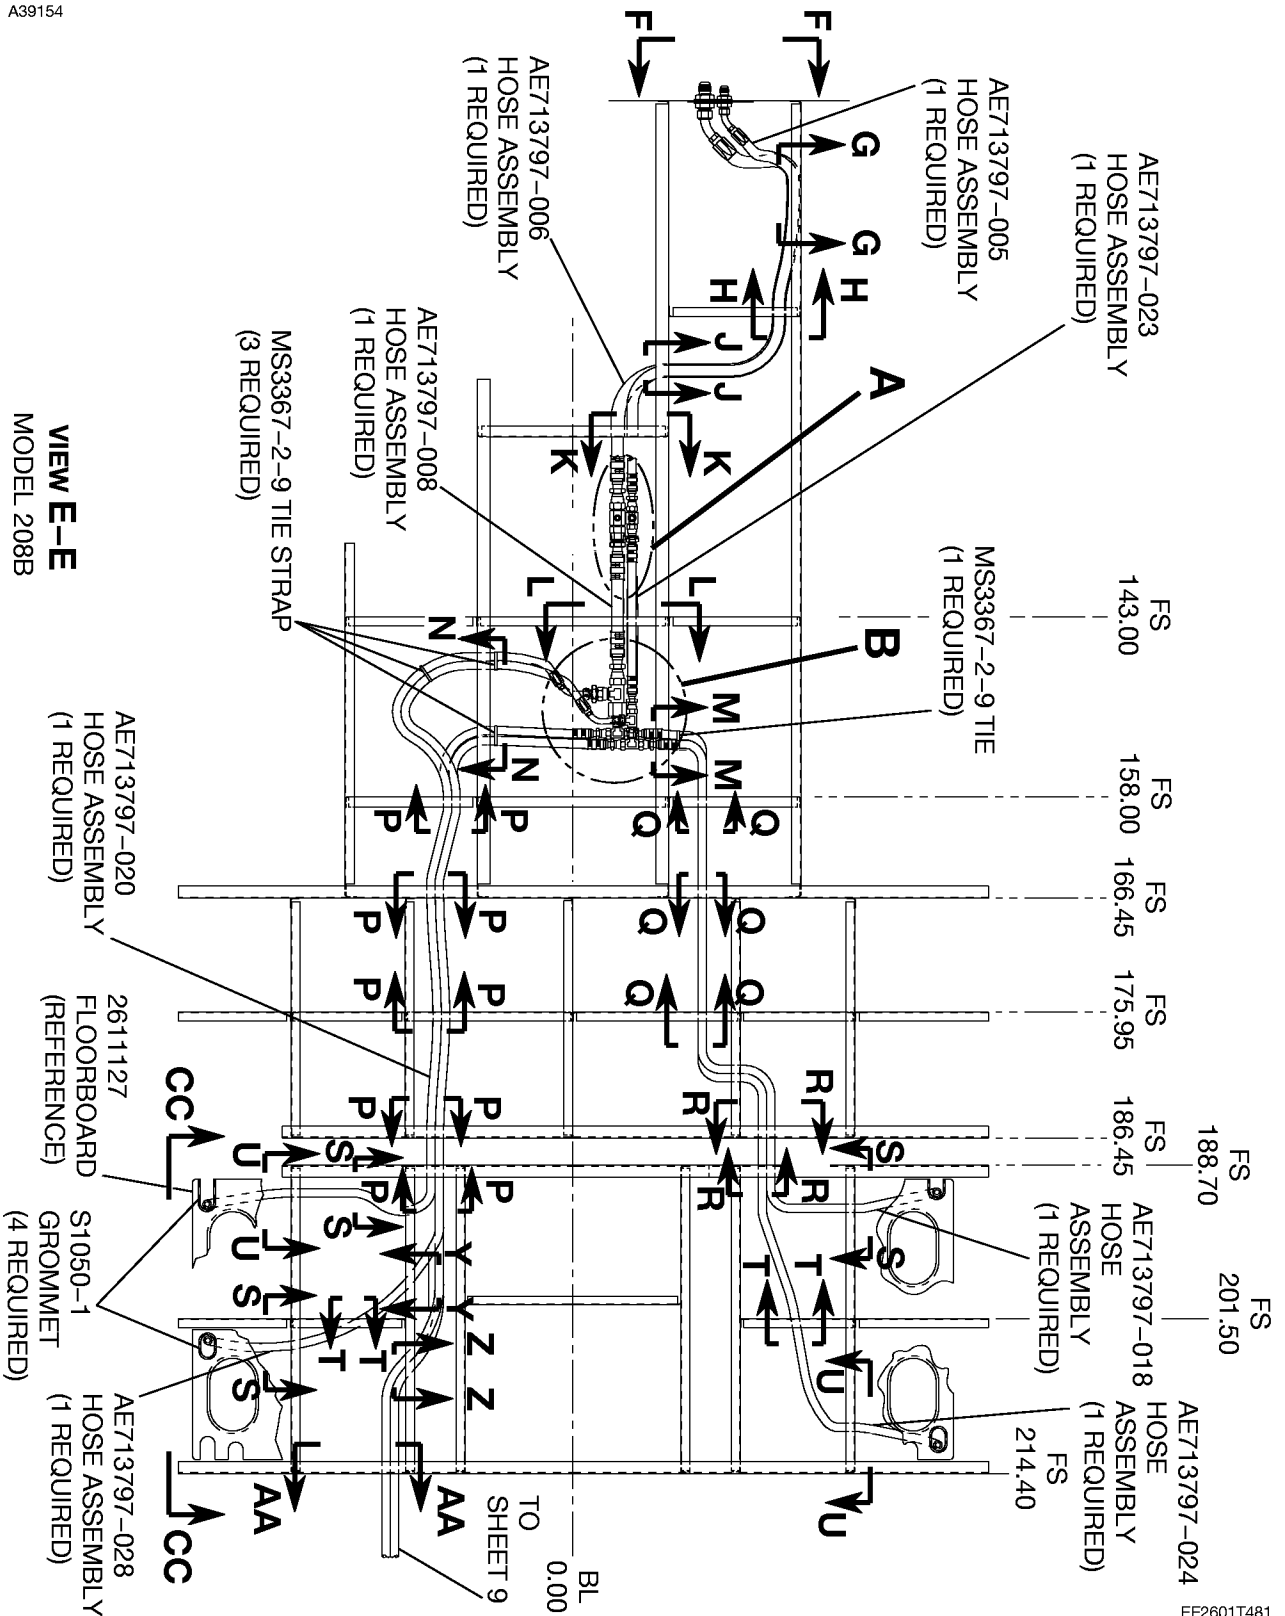 A39154
F
F
AE713797-005
HOSE ASSEMBLY
(1 REQUIRED)
AE713797-006
HOSE ASSEMBLY
(1 REQUIRED)
G
G
AE713797-023
HOSE ASSEMBLY
(1 REQUIRED)
H
H
J
J
A
AE713797-008
HOSE ASSEMBLY
(1 REQUIRED)
MS3367-2-9 TIE STRAP
(3 REQUIRED)
K
K
VIEW E-E
MODEL 208B
L
L
MS3367-2-9 TIE
(1 REQUIRED)
FS
143.00
B
N
N
M
M
FS
158.00
AE713797-020
HOSE ASSEMBLY
(1 REQUIRED)
P
P
Q
Q
FS
166.45
P
P
Q
Q
FS
175.95
P
P
Q
Q
2611127
FLOORBOARD
(REFERENCE)
FS
186.45
FS
188.70
CC
P
P
R
R
U
S
S
P
P
R
R
S
U
Y
S
AE713797-018
HOSE
ASSEMBLY
(1 REQUIRED)
S1050-1
GROMMET
(4 REQUIRED)
FS
201.50
S
Y
T
T
T
T
Z
Z
S
U
U
AE713797-024
HOSE
ASSEMBLY
(1 REQUIRED)
AE713797-028
HOSE ASSEMBLY
(1 REQUIRED)
FS
214.40
AA
AA
CC
TO
SHEET 9
BL
0.00